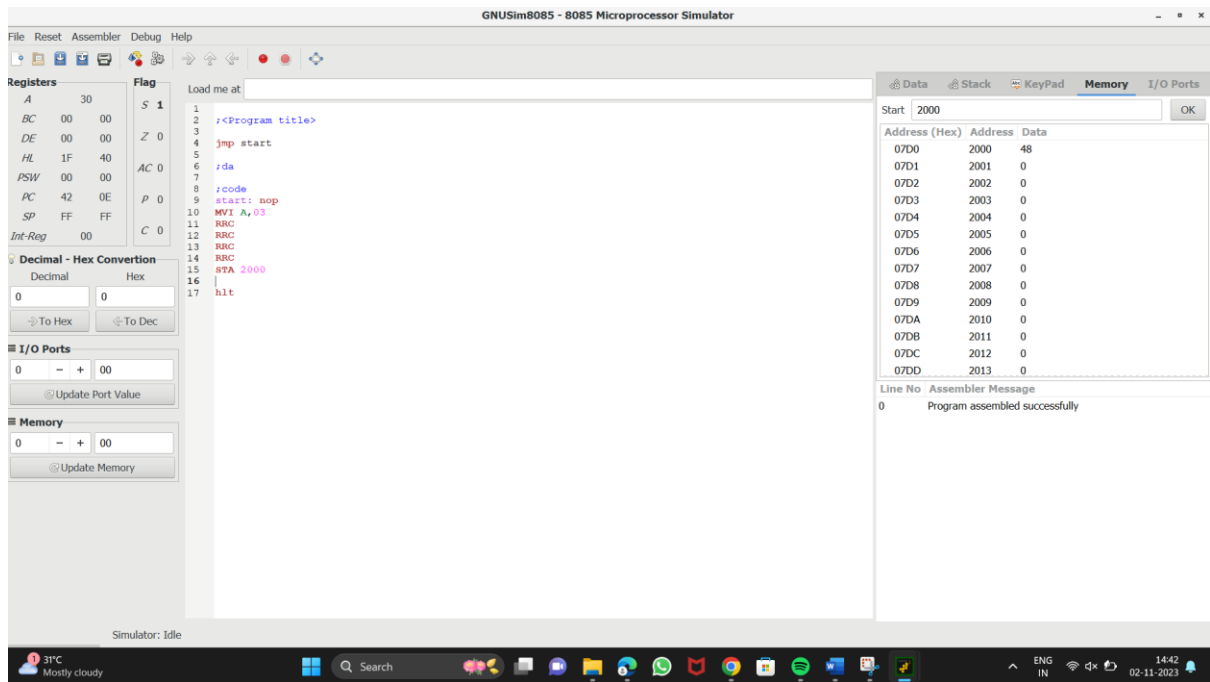 GNUSim8085 - 8085 Microprocessor Simulator
File Reset Assembler Debug Help
Registers
A 30
BC 00 00
DE 00 00
HL 1F 40
PSW 00 00
PC 42 0E
SP FF FF
Int-Reg 00
Flag
S 1
Z 0
AC 0
P 0
C 0
Decimal - Hex Convertion
Decimal Hex
0 0
To Hex To Dec
I/O Ports
0 - + 00
Update Port Value
Memory
0 - + 00
Update Memory
Load me at
1
2 ;<Program title>
3
4 jmp start
5
6 ;da
7
8 ;code
9 start: nop
10 MVI A,03
11 RRC
12 RRC
13 RRC
14 RRC
15 STA 2000
16
17 hlt
Data Stack KeyPad Memory I/O Ports
Start 2000 OK
Address (Hex) Address Data
07D0 2000 48
07D1 2001 0
07D2 2002 0
07D3 2003 0
07D4 2004 0
07D5 2005 0
07D6 2006 0
07D7 2007 0
07D8 2008 0
07D9 2009 0
07DA 2010 0
07DB 2011 0
07DC 2012 0
07DD 2013 0
Line No Assembler Message
0 Program assembled successfully
Simulator: Idle
1
31°C
Mostly cloudy
Search
ENG
IN
14:42
02-11-2023